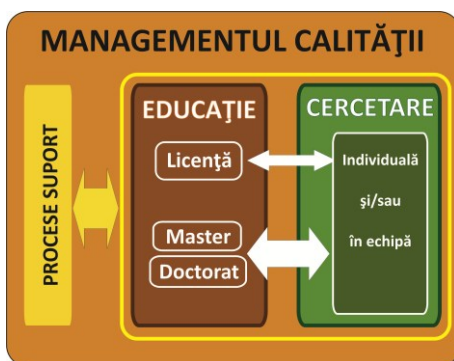 MANAGEMENTUL CALITĂŢII
PROCESE SUPORT
EDUCAŢIE
Licenţă
Master
Doctorat
CERCETARE
Individuală
şi/sau
în echipă